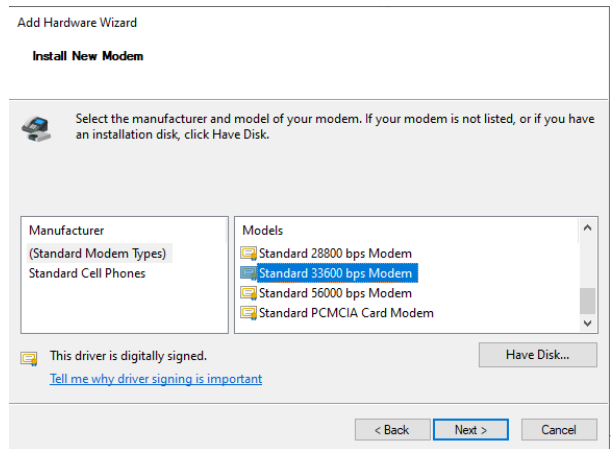 Add Hardware Wizard
Install New Modem
Select the manufacturer and model of your modem. If your modem is not listed, or if you have
an installation disk, click Have Disk.
Manufacturer
(Standard Modem Types)
Standard Cell Phones
Models
Standard 28800 bps Modem
Standard 33600 bps Modem
Standard 56000 bps Modem
Standard PCMCIA Card Modem
This driver is digitally signed.
Tell me why driver signing is important
Have Disk...
< Back
Next >
Cancel